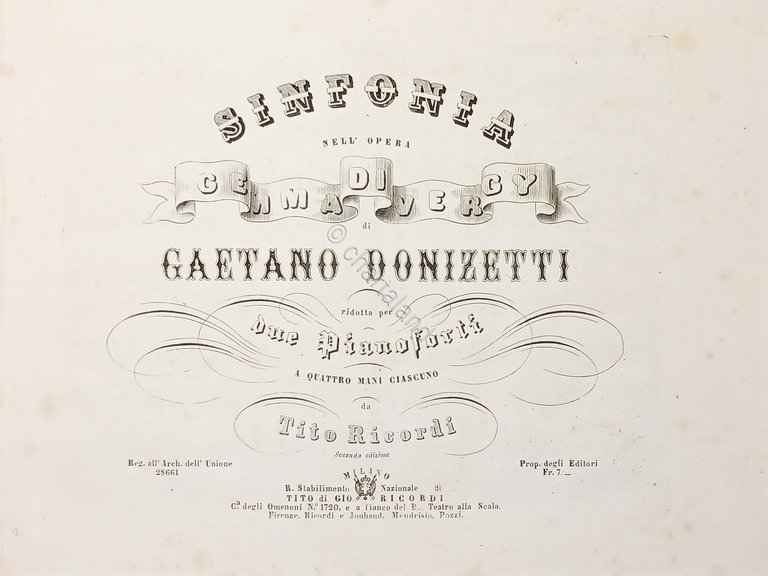 SINFONIA
NELL' OPERA
GEMMA DI VERGY
di
GAETANO DONIZETTI
ridotta per
due Pianoforti
A QUATTRO MANI CIASCUNO
da
Tito Ricordi
Seconda edizione
Reg. all' Arch. dell' Unione
28661
Prop. degli Editori
Fr. 7 _
MILANO
R. Stabilimento Nazionale di
TITO di GIO. RICORDI
C.a degli Omenoni N.o 1720, e a fianco del R. Teatro alla Scala.
Firenze, Ricordi e Jouhaud. Mendrisio, Pozzi.
© chartaland